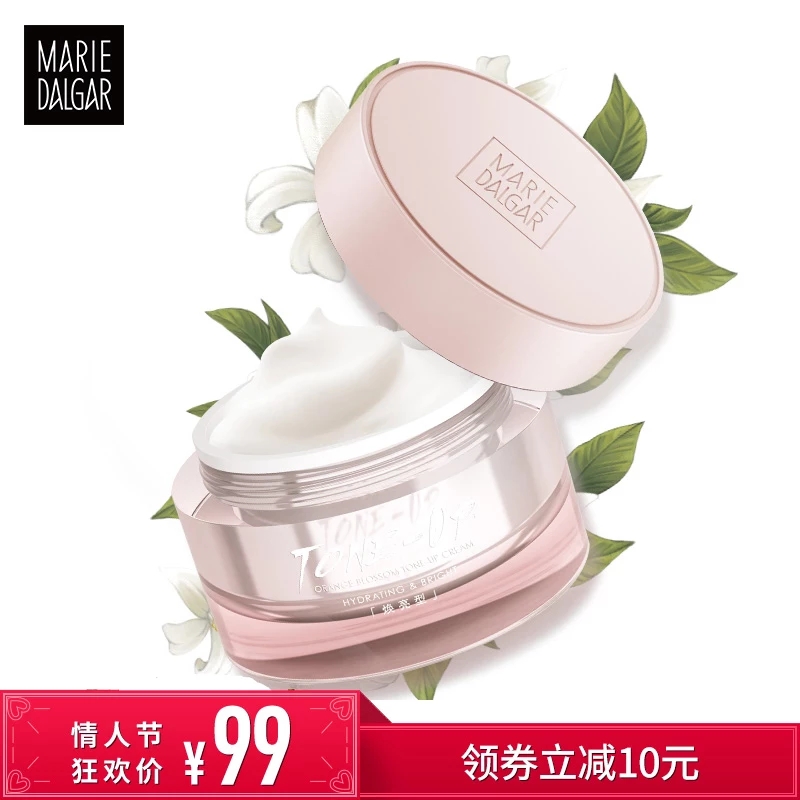 MARIE
DALGAR
MARIE
DALGAR
TONE-UP
ORANGE BLOSSOM TONE UP CREAM
HYDRATING & BRIGHT
「焕亮型」
情人节
狂欢价
¥99
领券立减10元